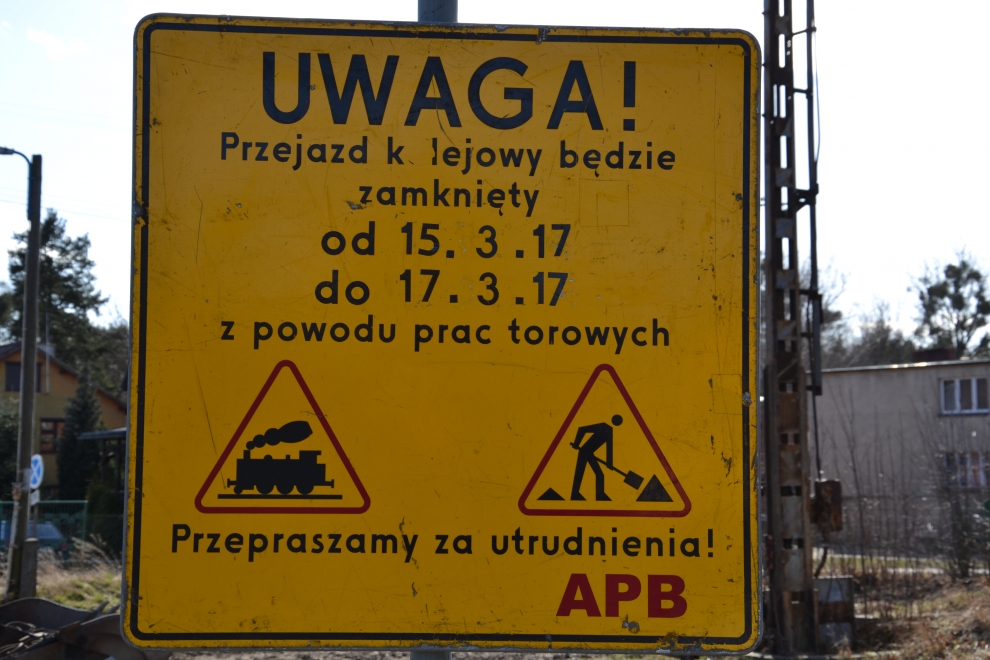 UWAGA!
Przejazd k lejowy będzie
zamknięty
od 15. 3 .17
do 17. 3 .17
z powodu prac torowych
Przepraszamy za utrudnienia!
APB